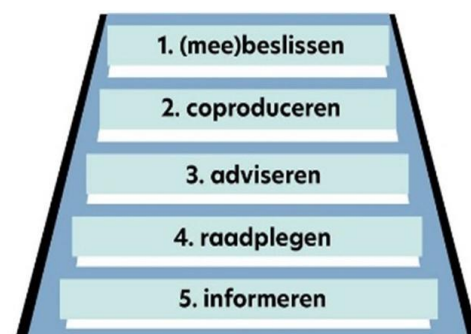 1. (mee)beslissen
2. coproduceren
3. adviseren
4. raadplegen
5. informeren